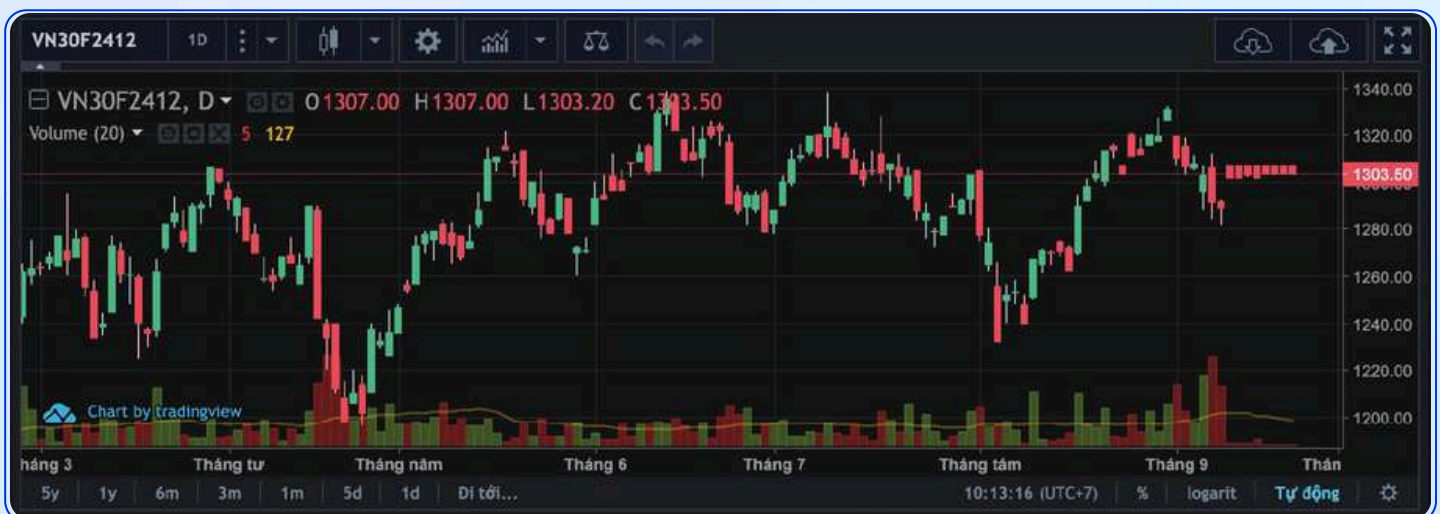 VN30F2412 1D
VN30F2412, D O1307.00 H1307.00 L1303.20 C1303.50
Volume (20) 5 127
1340.00
1320.00
1303.50
1280.00
1260.00
1240.00
1220.00
1200.00
Chart by tradingview
háng 3 Tháng tư Tháng năm Tháng 6 Tháng 7 Tháng tám Tháng 9 Thán
5y 1y 6m 3m 1m 5d 1d Đi tới... 10:13:16 (UTC+7) % logarit Tự động